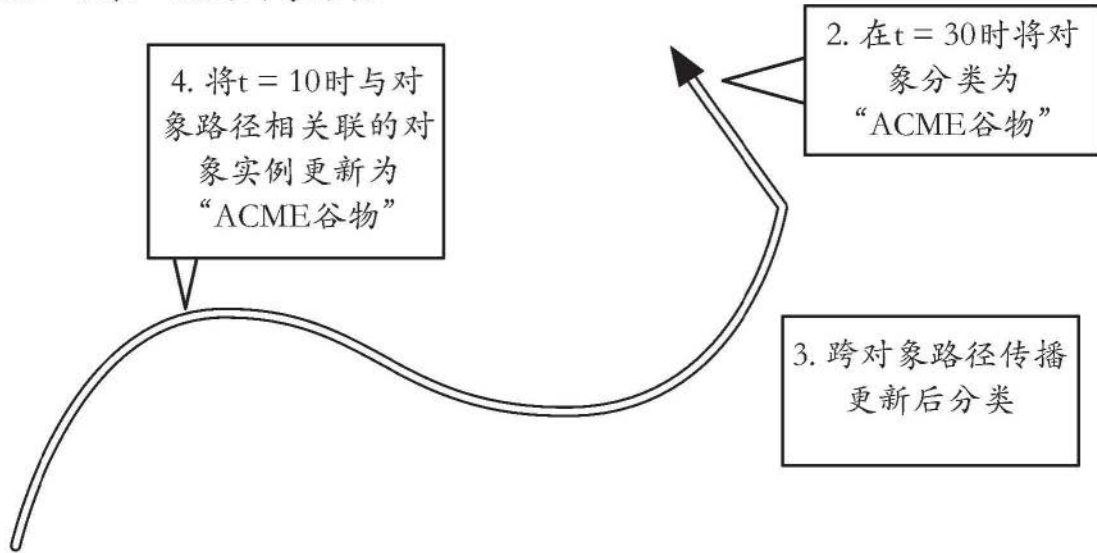 4. 将t = 10时与对
象路径相关联的对
象实例更新为
“ACME谷物”
2. 在t = 30时将对
象分类为
“ACME谷物”
3. 跨对象路径传播
更新后分类